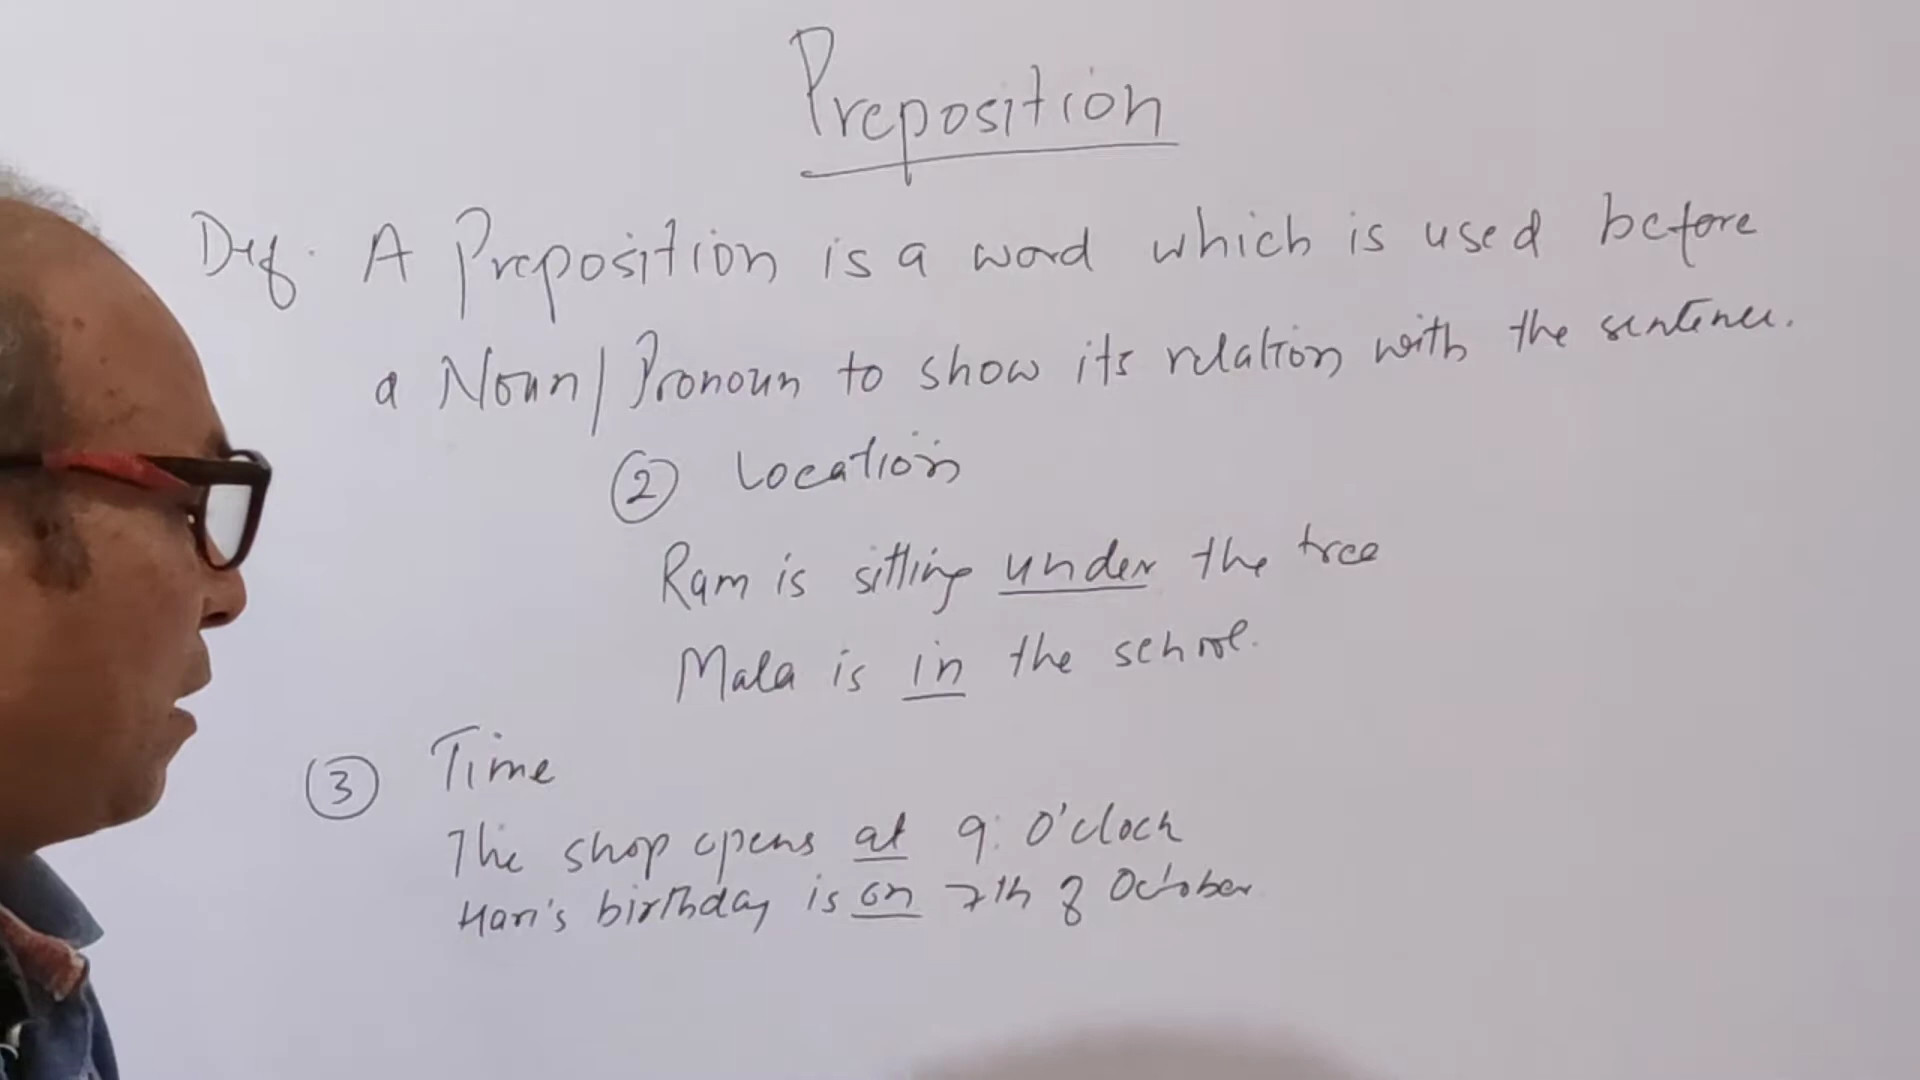 Preposition
Def. A Preposition is a word which is used before
a Noun/Pronoun to show its relation with the sentence.
② Location
Ram is sitting under the tree
Mala is in the school.
③ Time
The shop opens at 9: O'clock
Hari's birthday is on 7th of October